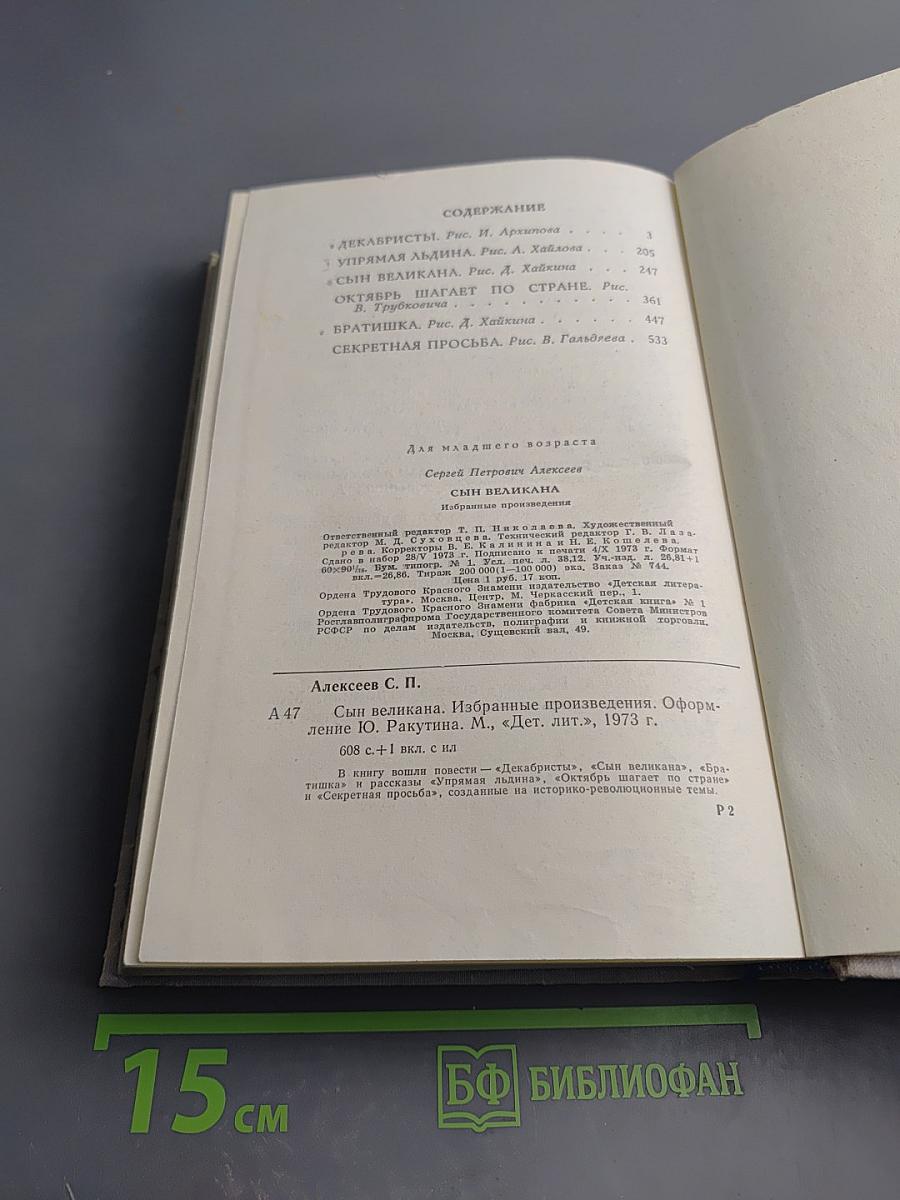 СОДЕРЖАНИЕ
ДЕКАБРИСТЫ. Рис. И. Архипова . . . . 3
УПРЯМАЯ ЛЬДИНА. Рис. А. Хайлова . . . 205
СЫН ВЕЛИКАНА. Рис. Д. Хайкина . . . 247
ОКТЯБРЬ ШАГАЕТ ПО СТРАНЕ. Рис.
В. Трубковича . . . . . . . . . . 361
БРАТИШКА. Рис. Д. Хайкина . . . . . 447
СЕКРЕТНАЯ ПРОСЬБА. Рис. В. Гальдяева . 533
Для младшего возраста
Сергей Петрович Алексеев
СЫН ВЕЛИКАНА
Избранные произведения
Ответственный редактор Т. П. Николаева. Художественный
редактор М. Д. Суховцева. Технический редактор Г. В. Лаза-
рева. Корректоры В. Е. Калинина и Н. Е. Кошелева.
Сдано в набор 28/V 1973 г. Подписано к печати 4/X 1973 г. Формат
60×90¹/₁₆. Бум. типогр. № 1. Усл. печ. л. 38,12. Уч.-изд. л. 26,81+1
вкл.=26,86. Тираж 200 000(1—100 000) экз. Заказ № 744.
Цена 1 руб. 17 коп.
Ордена Трудового Красного Знамени издательство «Детская литера-
тура». Москва, Центр, М. Черкасский пер., 1.
Ордена Трудового Красного Знамени фабрика «Детская книга» № 1
Росглавполиграфпрома Государственного комитета Совета Министров
РСФСР по делам издательств, полиграфии и книжной торговли.
Москва, Сущевский вал, 49.
Алексеев С. П.
А 47 Сын великана. Избранные произведения. Оформ-
ление Ю. Ракутина. М., «Дет. лит.», 1973 г.
608 с.+1 вкл. с ил
В книгу вошли повести — «Декабристы», «Сын великана», «Бра-
тишка» и рассказы «Упрямая льдина», «Октябрь шагает по стране»
и «Секретная просьба», созданные на историко-революционные темы.
Р 2
15 см
БФ БИБЛИОФАН